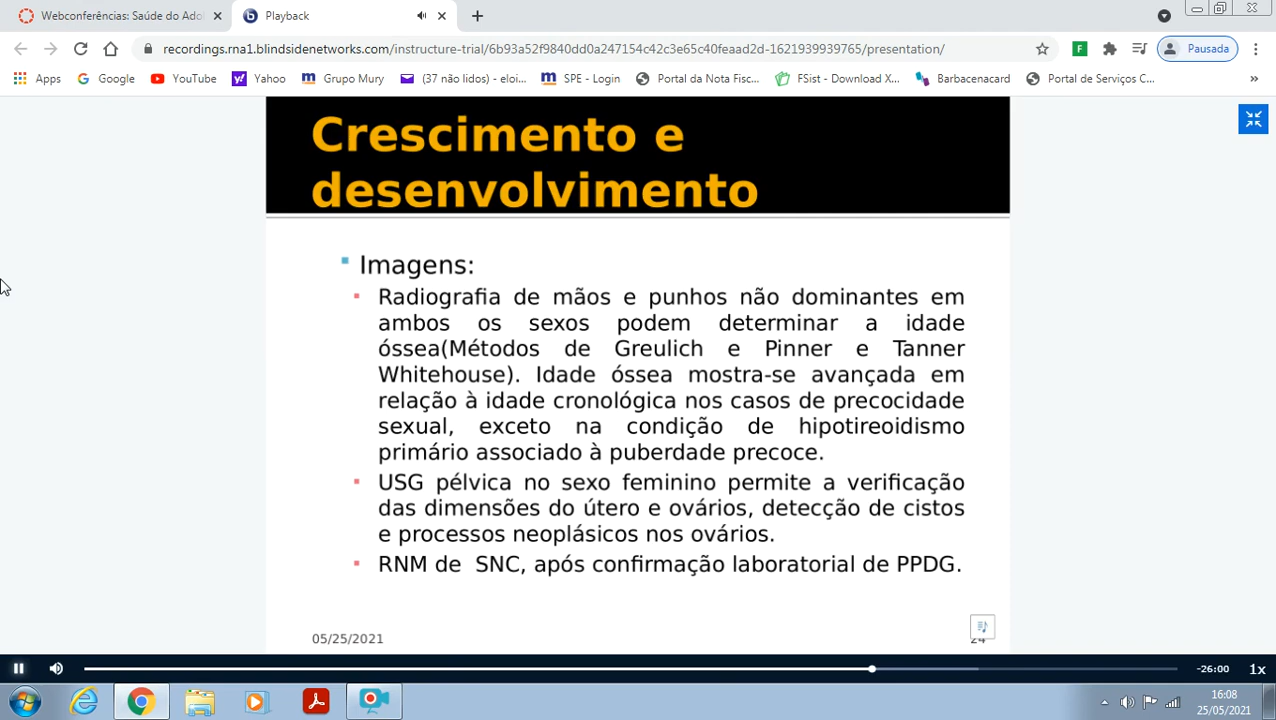 Webconferências: Saúde do Ado
Playback
recordings.rna1.blindsidenetworks.com/instructure-trial/6b93a52f9840dd0a247154c42c3e65c40feaad2d-1621939939765/presentation/
F
Pausada
Apps
Google
YouTube
Yahoo
Grupo Mury
(37 não lidos) - eloi...
SPE - Login
Portal da Nota Fisc...
FSist - Download X...
Barbacenacard
Portal de Serviços C...
»
Crescimento e
desenvolvimento
Imagens:
Radiografia de mãos e punhos não dominantes em
ambos os sexos podem determinar a idade
óssea(Métodos de Greulich e Pinner e Tanner
Whitehouse). Idade óssea mostra-se avançada em
relação à idade cronológica nos casos de precocidade
sexual, exceto na condição de hipotireoidismo
primário associado à puberdade precoce.
USG pélvica no sexo feminino permite a verificação
das dimensões do útero e ovários, detecção de cistos
e processos neoplásicos nos ovários.
RNM de SNC, após confirmação laboratorial de PPDG.
05/25/2021
24
-26:00
1x
16:08
25/05/2021